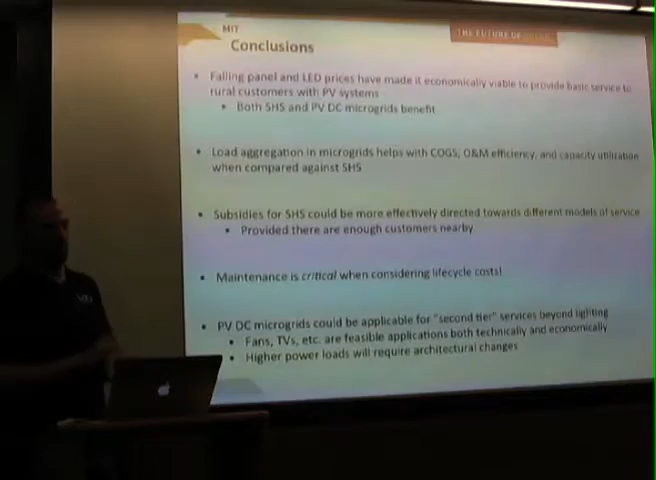 MIT
THE FUTURE OF
Conclusions
• Falling panel and LED prices have made it economically viable to provide basic service to
rural customers with PV systems
• Both SHS and PV DC microgrids benefit
• Load aggregation in microgrids helps with COGS, O&M efficiency, and capacity utilization
when compared against SHS
• Subsidies for SHS could be more effectively directed towards different models of service
• Provided there are enough customers nearby
• Maintenance is critical when considering lifecycle costs!
• PV DC microgrids could be applicable for "second tier" services beyond lighting
• Fans, TVs, etc. are feasible applications both technically and economically
• Higher power loads will require architectural changes